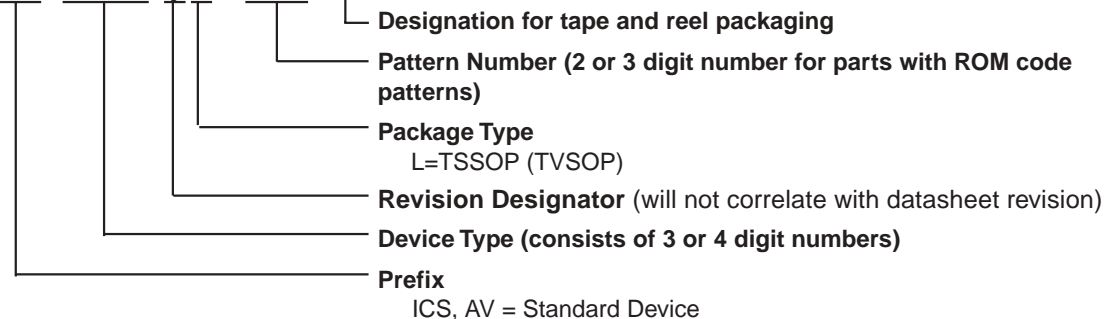 Designation for tape and reel packaging
Pattern Number (2 or 3 digit number for parts with ROM code
patterns)
Package Type
L=TSSOP (TVSOP)
Revision Designator (will not correlate with datasheet revision)
Device Type (consists of 3 or 4 digit numbers)
Prefix
ICS, AV = Standard Device